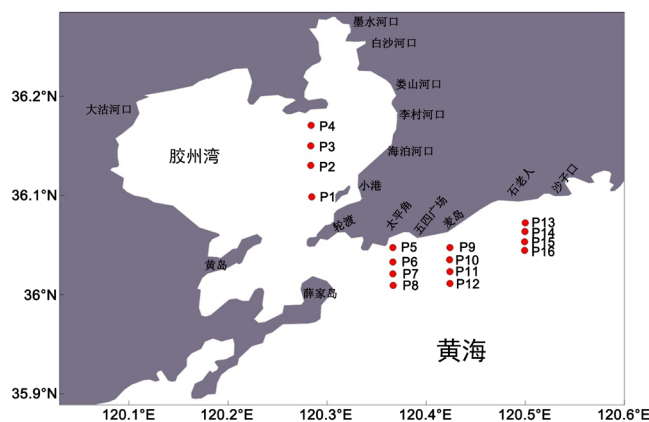 墨水河口
白沙河口
36.2°N
娄山河口
大沽河口
李村河口
P4
P3
海泊河口
胶州湾
P2
石老人
沙子口
小港
36.1°N
P1
太平角
五四广场
麦岛
轮渡
P13
P14
P5
P9
P15
P16
黄岛
P6
P10
P7
P11
36°N
薛家岛
P8
P12
黄海
35.9°N
120.1°E
120.2°E
120.3°E
120.4°E
120.5°E
120.6°E